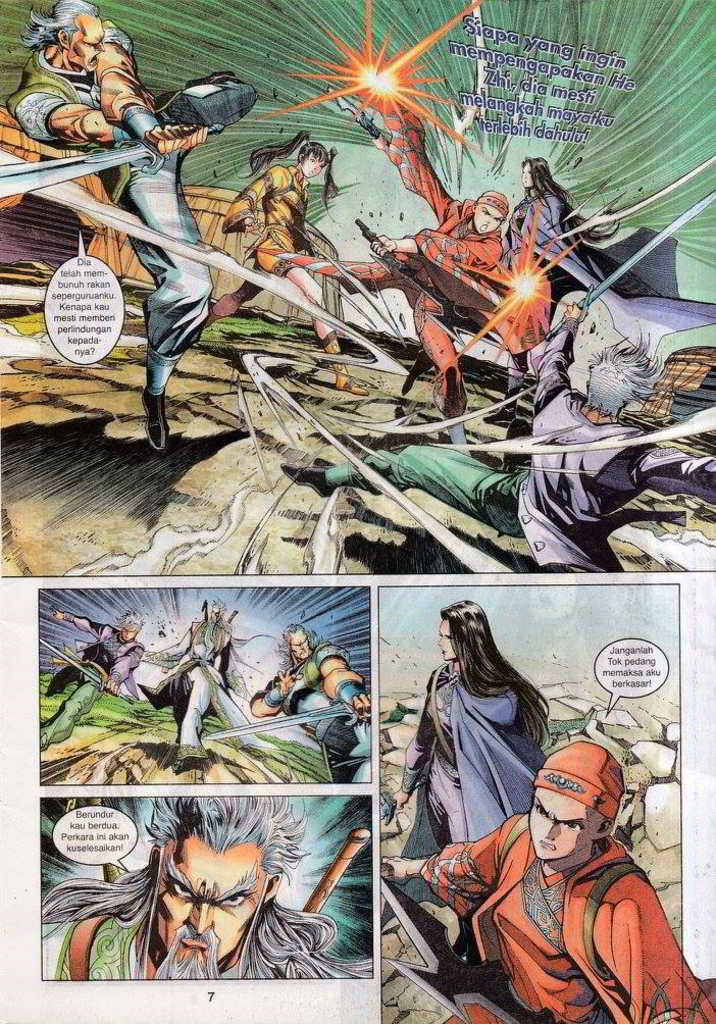 Siapa yang ingin
mempengapakan He
Zhi, dia mesti
melangkah mayatku
terlebih dahulu!
Dia
telah mem-
bunuh rakan
seperguruanku.
Kenapa kau
mesti memberi
perlindungan
kepada-
nya?
Janganlah
Tok pedang
memaksa aku
berkasar!
Berundur
kau berdua.
Perkara ini aku
kuselesaikan!
7